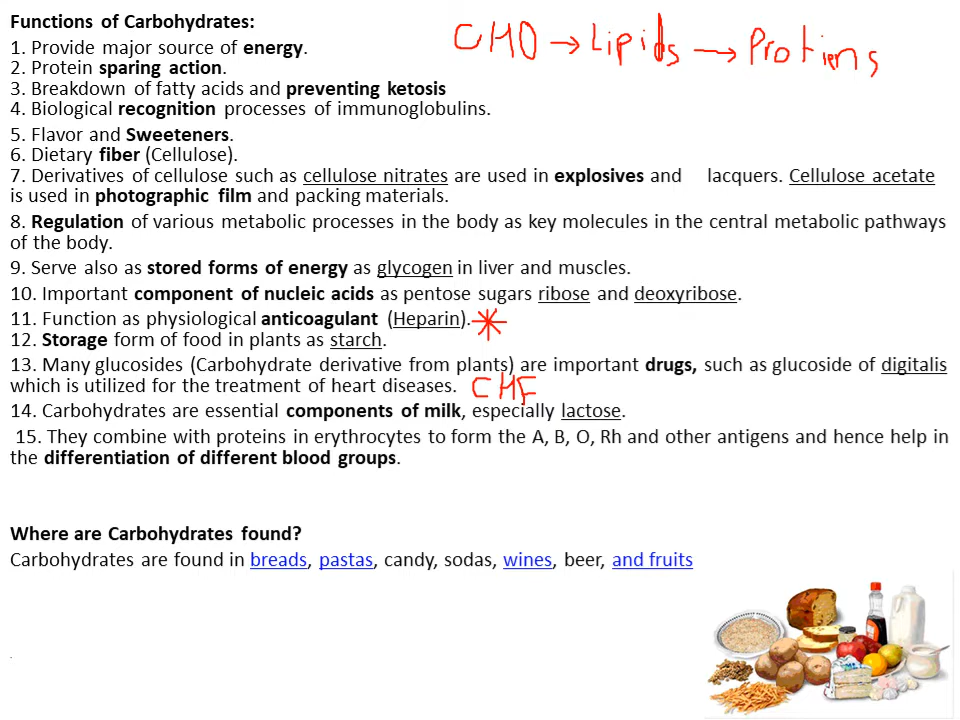 Functions of Carbohydrates:
CHO → Lipids → Protiens
1. Provide major source of energy.
2. Protein sparing action.
3. Breakdown of fatty acids and preventing ketosis
4. Biological recognition processes of immunoglobulins.
5. Flavor and Sweeteners.
6. Dietary fiber (Cellulose).
7. Derivatives of cellulose such as cellulose nitrates are used in explosives and lacquers. Cellulose acetate
is used in photographic film and packing materials.
8. Regulation of various metabolic processes in the body as key molecules in the central metabolic pathways
of the body.
9. Serve also as stored forms of energy as glycogen in liver and muscles.
10. Important component of nucleic acids as pentose sugars ribose and deoxyribose.
11. Function as physiological anticoagulant (Heparin).
12. Storage form of food in plants as starch.
13. Many glucosides (Carbohydrate derivative from plants) are important drugs, such as glucoside of digitalis
which is utilized for the treatment of heart diseases. CHF
14. Carbohydrates are essential components of milk, especially lactose.
15. They combine with proteins in erythrocytes to form the A, B, O, Rh and other antigens and hence help in
the differentiation of different blood groups.
Where are Carbohydrates found?
Carbohydrates are found in breads, pastas, candy, sodas, wines, beer, and fruits